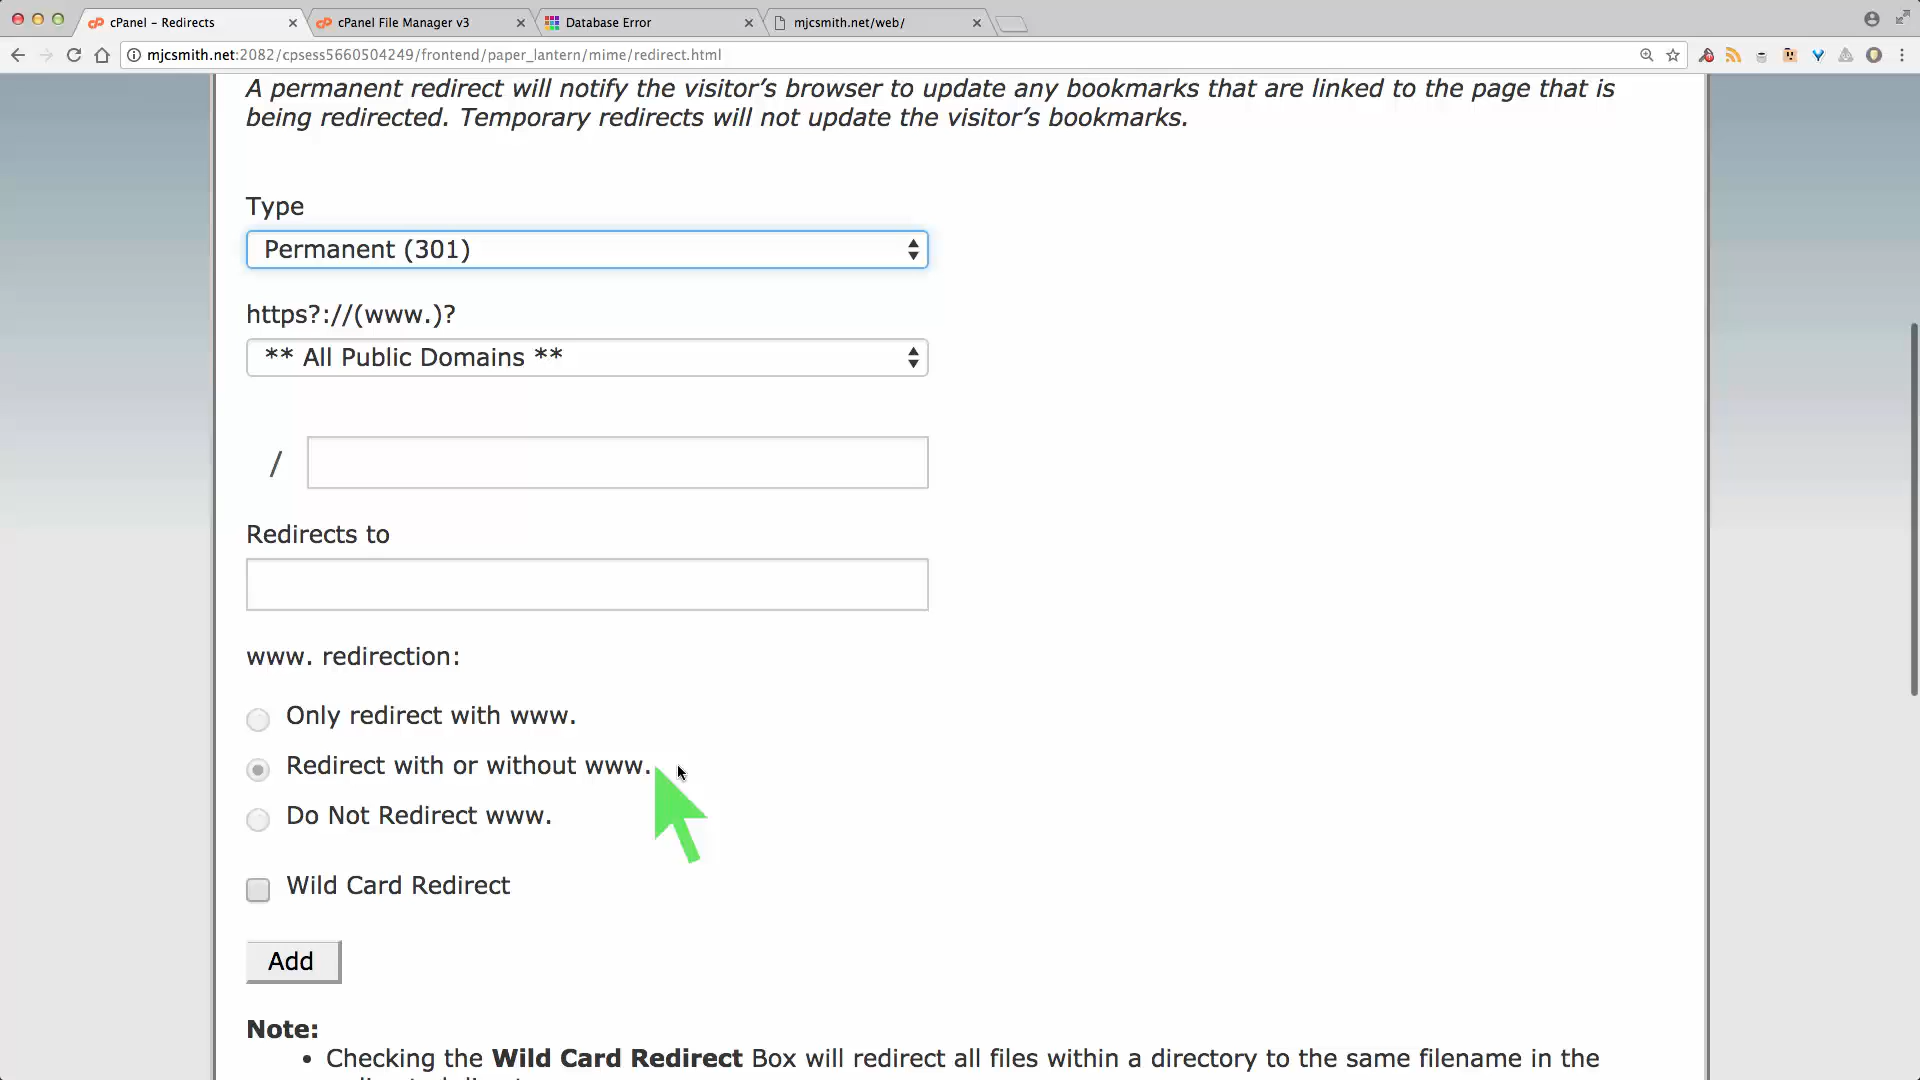 cPanel - Redirects
cPanel File Manager v3
Database Error
mjcsmith.net/web/
mjcsmith.net:2082/cpsess5660504249/frontend/paper_lantern/mime/redirect.html
A permanent redirect will notify the visitor’s browser to update any bookmarks that are linked to the page that is
being redirected. Temporary redirects will not update the visitor’s bookmarks.
Type
Permanent (301)
https?://(www.)?
** All Public Domains **
/
Redirects to
www. redirection:
Only redirect with www.
Redirect with or without www.
Do Not Redirect www.
Wild Card Redirect
Add
Note:
• Checking the Wild Card Redirect Box will redirect all files within a directory to the same filename in the